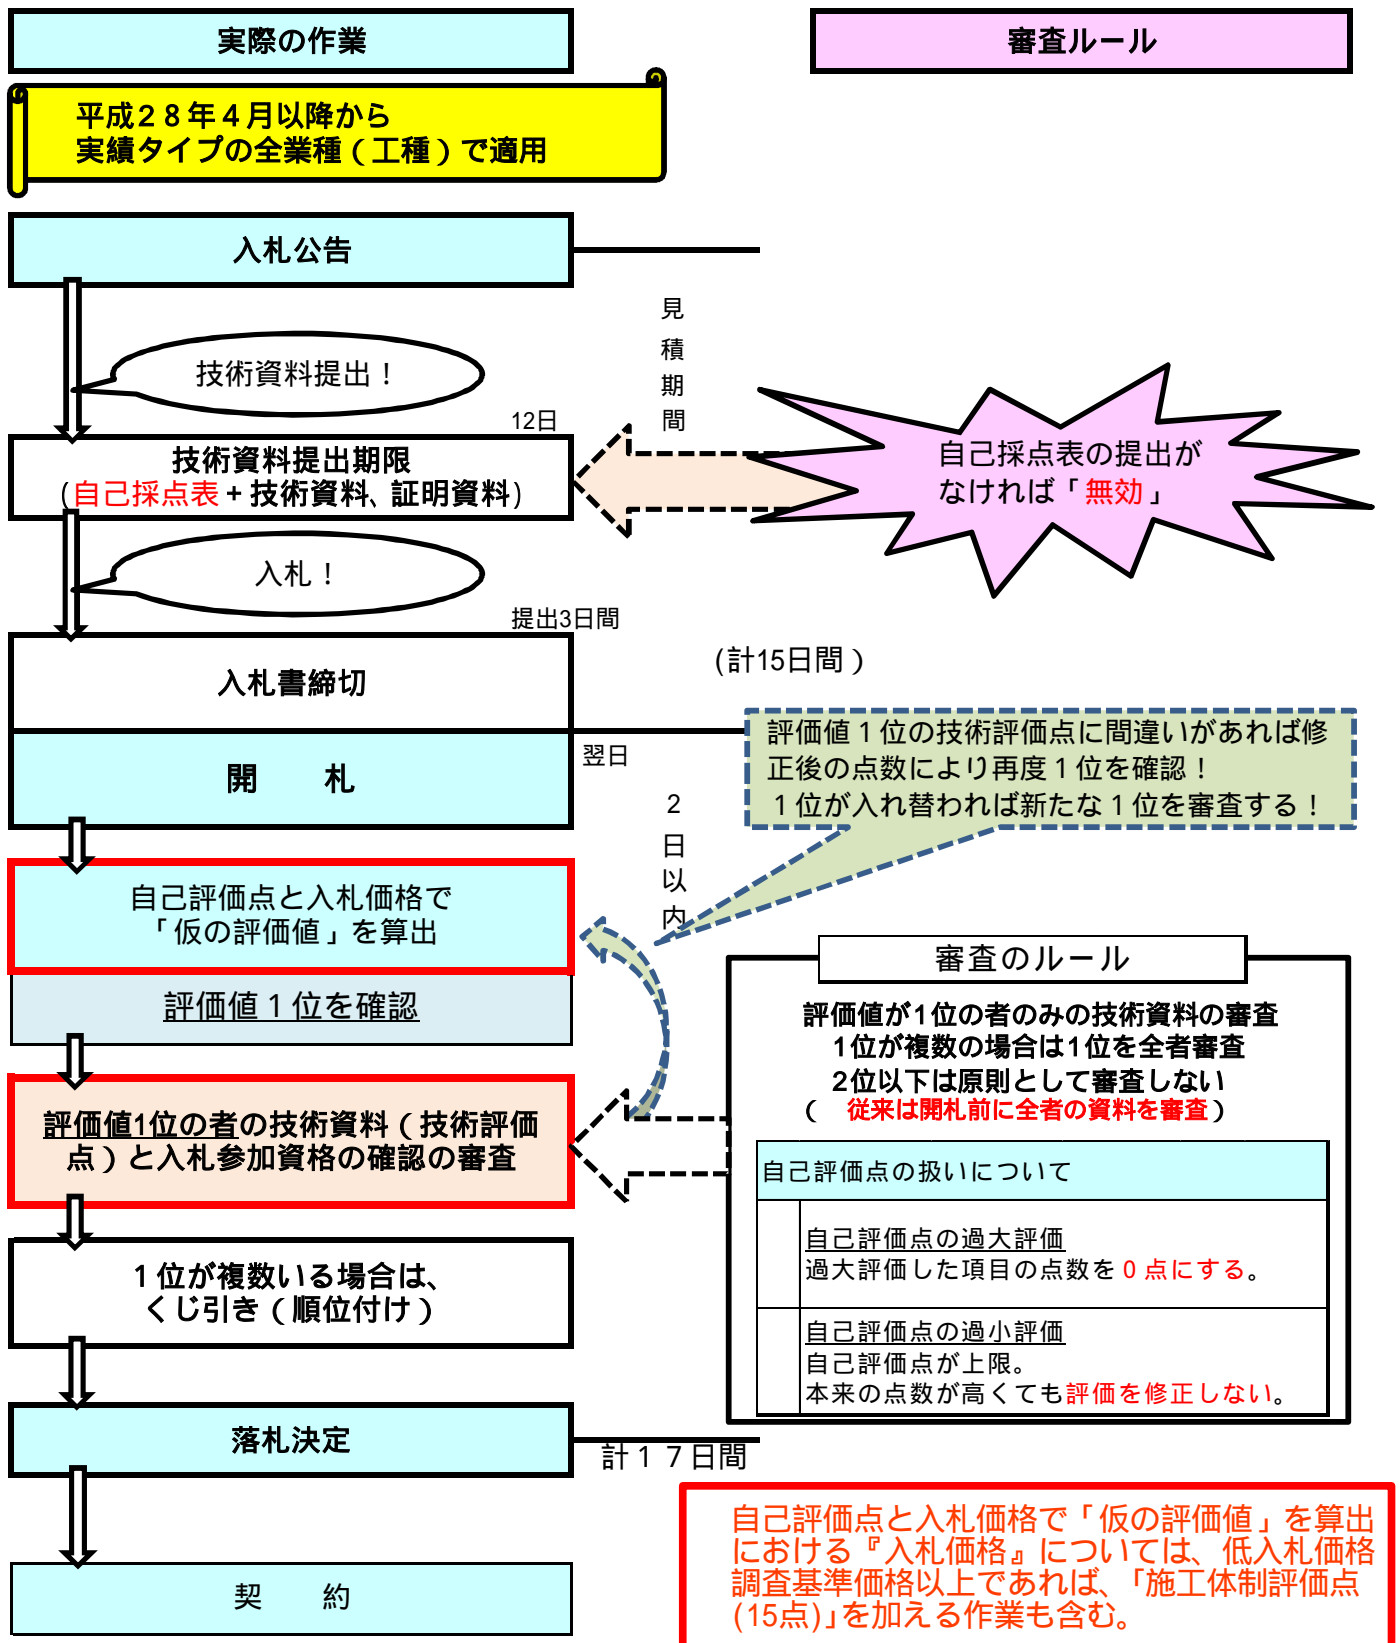 実際の作業
審査ルール
平成２８年４月以降から
実績タイプの全業種（工種）で適用
入札公告
見積期間
技術資料提出！
12日
技術資料提出期限
(自己採点表＋技術資料、証明資料)
自己採点表の提出が
なければ「無効」
入札！
提出3日間
入札書締切
(計15日間）
評価値１位の技術評価点に間違いがあれば修
正後の点数により再度１位を確認！
１位が入れ替われば新たな１位を審査する！
翌日
開　　札
２日以内
自己評価点と入札価格で
「仮の評価値」を算出
評価値１位を確認
審査のルール
評価値が1位の者のみの技術資料の審査
1位が複数の場合は1位を全者審査
2位以下は原則として審査しない
（　従来は開札前に全者の資料を審査）
評価値1位の者の技術資料（技術評価
点）と入札参加資格の確認の審査
自己評価点の扱いについて
自己評価点の過大評価
過大評価した項目の点数を０点にする。
自己評価点の過小評価
自己評価点が上限。
本来の点数が高くても評価を修正しない。
１位が複数いる場合は、
くじ引き（順位付け）
落札決定
計１７日間
契　　約
自己評価点と入札価格で「仮の評価値」を算出
における『入札価格』については、低入札価格
調査基準価格以上であれば、「施工体制評価点
(15点)」を加える作業も含む。